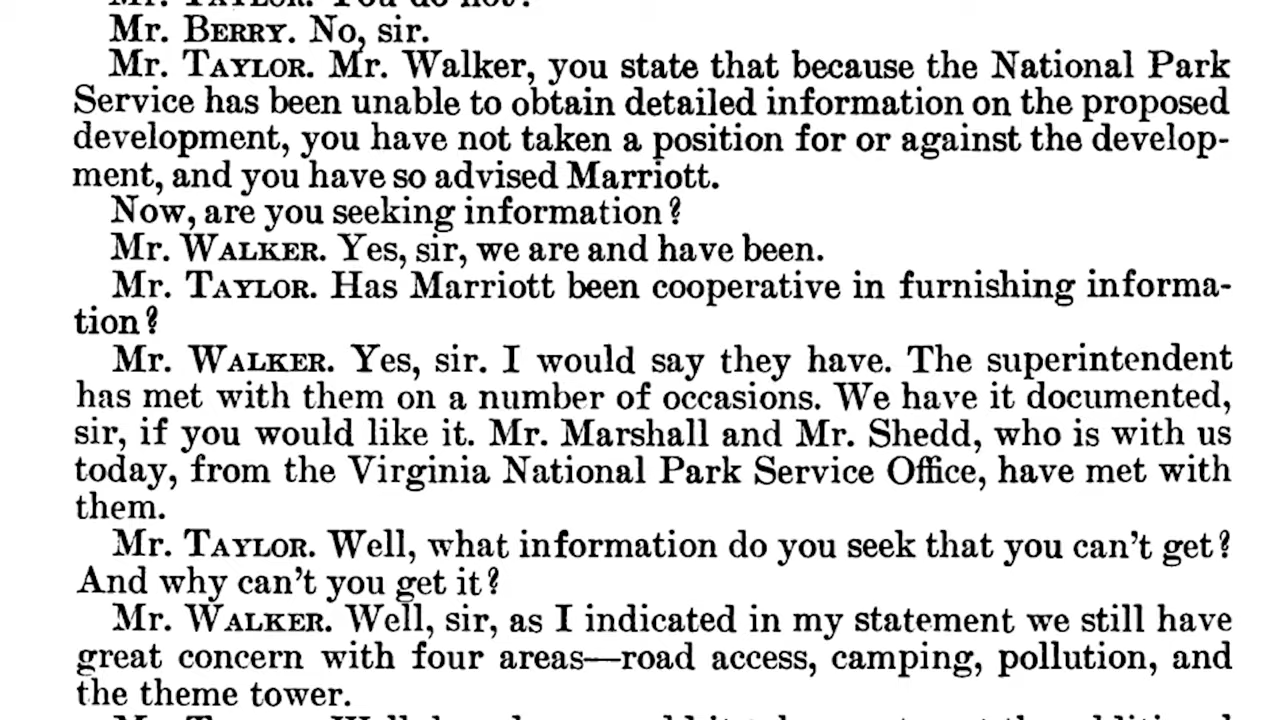 Mr. TAYLOR. You do not?
Mr. BERRY. No, sir.
Mr. TAYLOR. Mr. Walker, you state that because the National Park
Service has been unable to obtain detailed information on the proposed
development, you have not taken a position for or against the develop-
ment, and you have so advised Marriott.
Now, are you seeking information?
Mr. WALKER. Yes, sir, we are and have been.
Mr. TAYLOR. Has Marriott been cooperative in furnishing informa-
tion?
Mr. WALKER. Yes, sir. I would say they have. The superintendent
has met with them on a number of occasions. We have it documented,
sir, if you would like it. Mr. Marshall and Mr. Shedd, who is with us
today, from the Virginia National Park Service Office, have met with
them.
Mr. TAYLOR. Well, what information do you seek that you can't get?
And why can't you get it?
Mr. WALKER. Well, sir, as I indicated in my statement we still have
great concern with four areas—road access, camping, pollution, and
the theme tower.